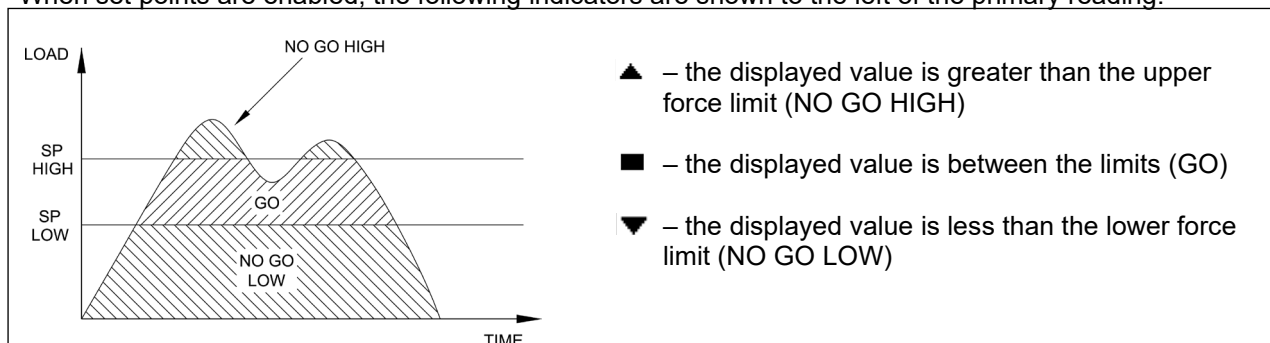 When set points are enabled, the following indicators are shown to the left of the primary reading:
LOAD
NO GO HIGH
SP
HIGH
GO
SP
LOW
NO GO
LOW
TIME
▲ – the displayed value is greater than the upper
force limit (NO GO HIGH)
■ – the displayed value is between the limits (GO)
▼ – the displayed value is less than the lower force
limit (NO GO LOW)